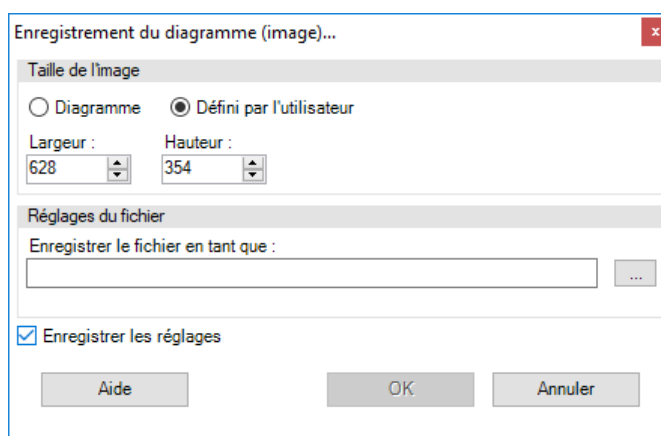 Enregistrement du diagramme (image)...
x
Taille de l'image
Diagramme Défini par l'utilisateur
Largeur : Hauteur :
628 354
Réglages du fichier
Enregistrer le fichier en tant que :
...
Enregistrer les réglages
Aide OK Annuler